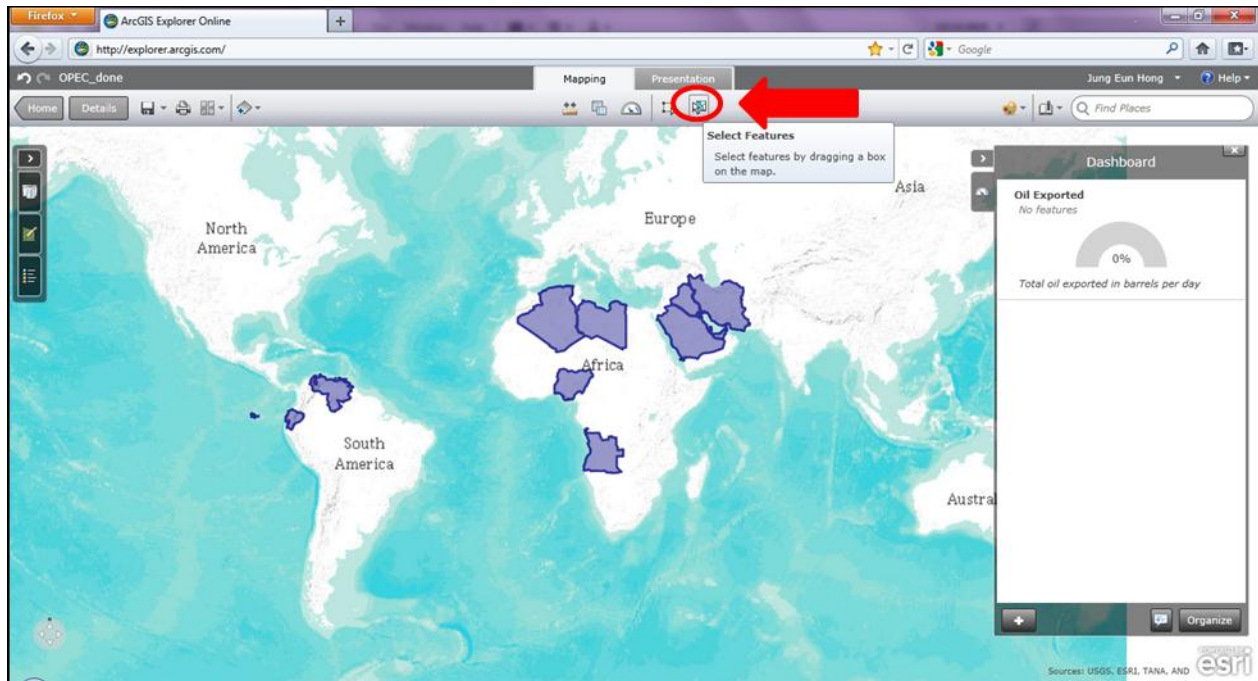 Firefox
ArcGIS Explorer Online
+
http://explorer.arcgis.com/
Google
OPEC_done
Mapping
Presentation
Jung Eun Hong
Help
Home
Details
Find Places
Select Features
Select features by dragging a box
on the map.
Dashboard
Oil Exported
No features
0%
Total oil exported in barrels per day
Asia
Europe
North
America
Africa
South
America
Austral
+
Organize
Sources: USGS, ESRI, TANA, AND
esri